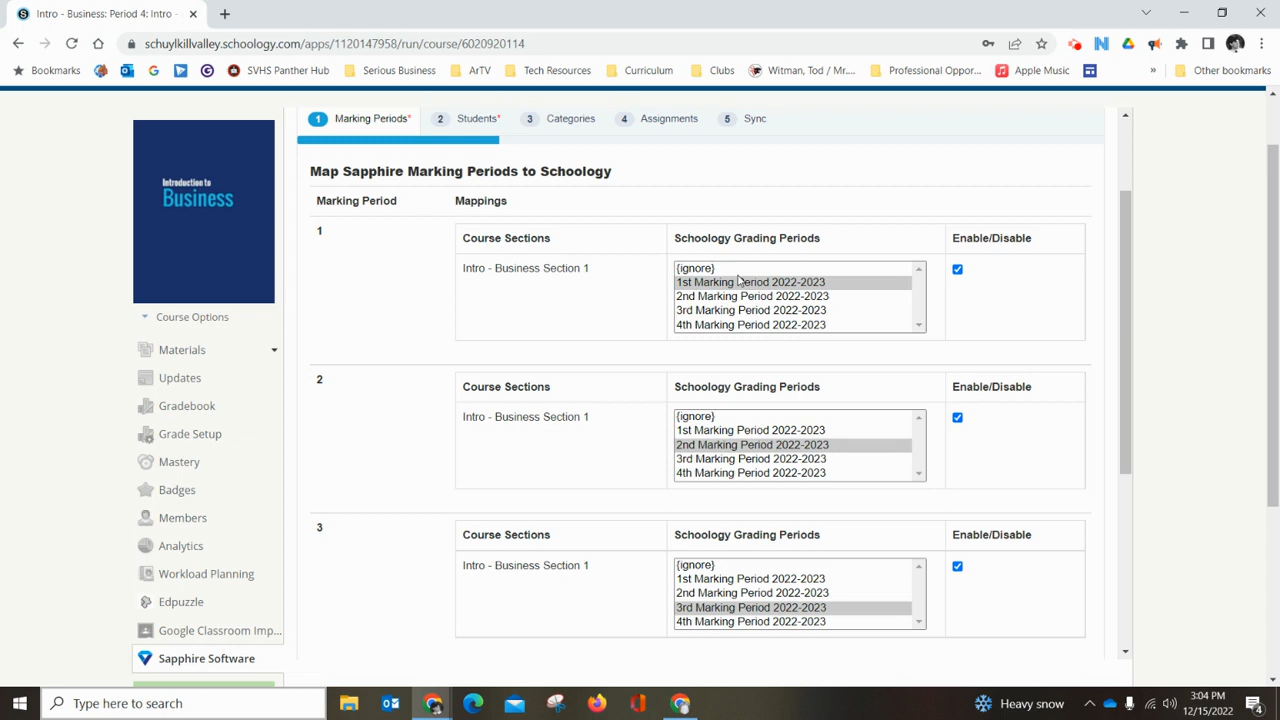 Intro - Business: Period 4: Intro -
schuylkillvalley.schoology.com/apps/1120147958/run/course/6020920114
Bookmarks
SVHS Panther Hub
Serious Business
ArTV
Tech Resources
Curriculum
Clubs
Witman, Tod / Mr....
Professional Oppor...
Apple Music
»
Other bookmarks
1 Marking Periods*
2 Students*
3 Categories
4 Assignments
5 Sync
Introduction to
Business
Course Options
Materials
Updates
Gradebook
Grade Setup
Mastery
Badges
Members
Analytics
Workload Planning
Edpuzzle
Google Classroom Imp...
Sapphire Software
Map Sapphire Marking Periods to Schoology
Marking Period Mappings
1
Course Sections Schoology Grading Periods Enable/Disable
Intro - Business Section 1
{ignore}
1st Marking Period 2022-2023
2nd Marking Period 2022-2023
3rd Marking Period 2022-2023
4th Marking Period 2022-2023
2
Course Sections Schoology Grading Periods Enable/Disable
Intro - Business Section 1
{ignore}
1st Marking Period 2022-2023
2nd Marking Period 2022-2023
3rd Marking Period 2022-2023
4th Marking Period 2022-2023
3
Course Sections Schoology Grading Periods Enable/Disable
Intro - Business Section 1
{ignore}
1st Marking Period 2022-2023
2nd Marking Period 2022-2023
3rd Marking Period 2022-2023
4th Marking Period 2022-2023
Type here to search
Heavy snow
3:04 PM
12/15/2022
4